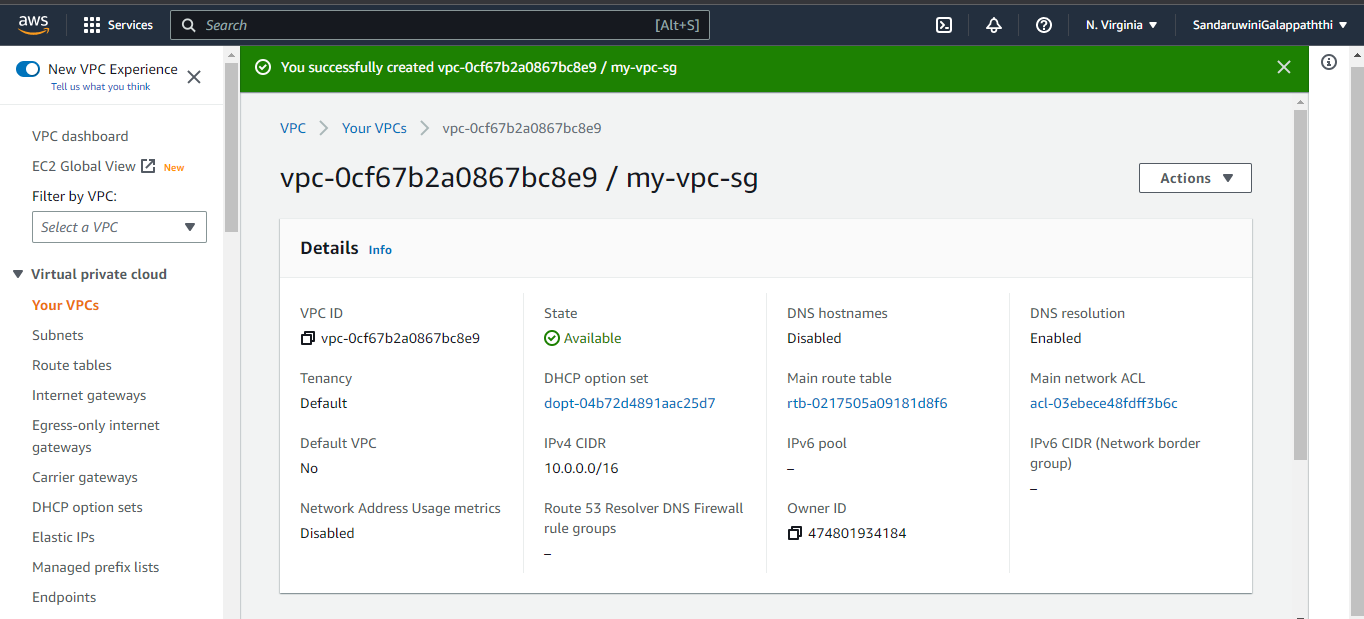 aws
Services
Search
[Alt+S]
N. Virginia
SandaruwiniGalappaththi
New VPC Experience
Tell us what you think
VPC dashboard
EC2 Global View
New
Filter by VPC:
Select a VPC
Virtual private cloud
Your VPCs
Subnets
Route tables
Internet gateways
Egress-only internet
gateways
Carrier gateways
DHCP option sets
Elastic IPs
Managed prefix lists
Endpoints
You successfully created vpc-0cf67b2a0867bc8e9 / my-vpc-sg
VPC
Your VPCs
vpc-0cf67b2a0867bc8e9
vpc-0cf67b2a0867bc8e9 / my-vpc-sg
Actions
Details Info
VPC ID
vpc-0cf67b2a0867bc8e9
State
Available
DNS hostnames
Disabled
DNS resolution
Enabled
Tenancy
Default
DHCP option set
dopt-04b72d4891aac25d7
Main route table
rtb-0217505a09181d8f6
Main network ACL
acl-03ebece48fdff3b6c
Default VPC
No
IPv4 CIDR
10.0.0.0/16
IPv6 pool
–
IPv6 CIDR (Network border
group)
–
Network Address Usage metrics
Disabled
Route 53 Resolver DNS Firewall
rule groups
–
Owner ID
474801934184